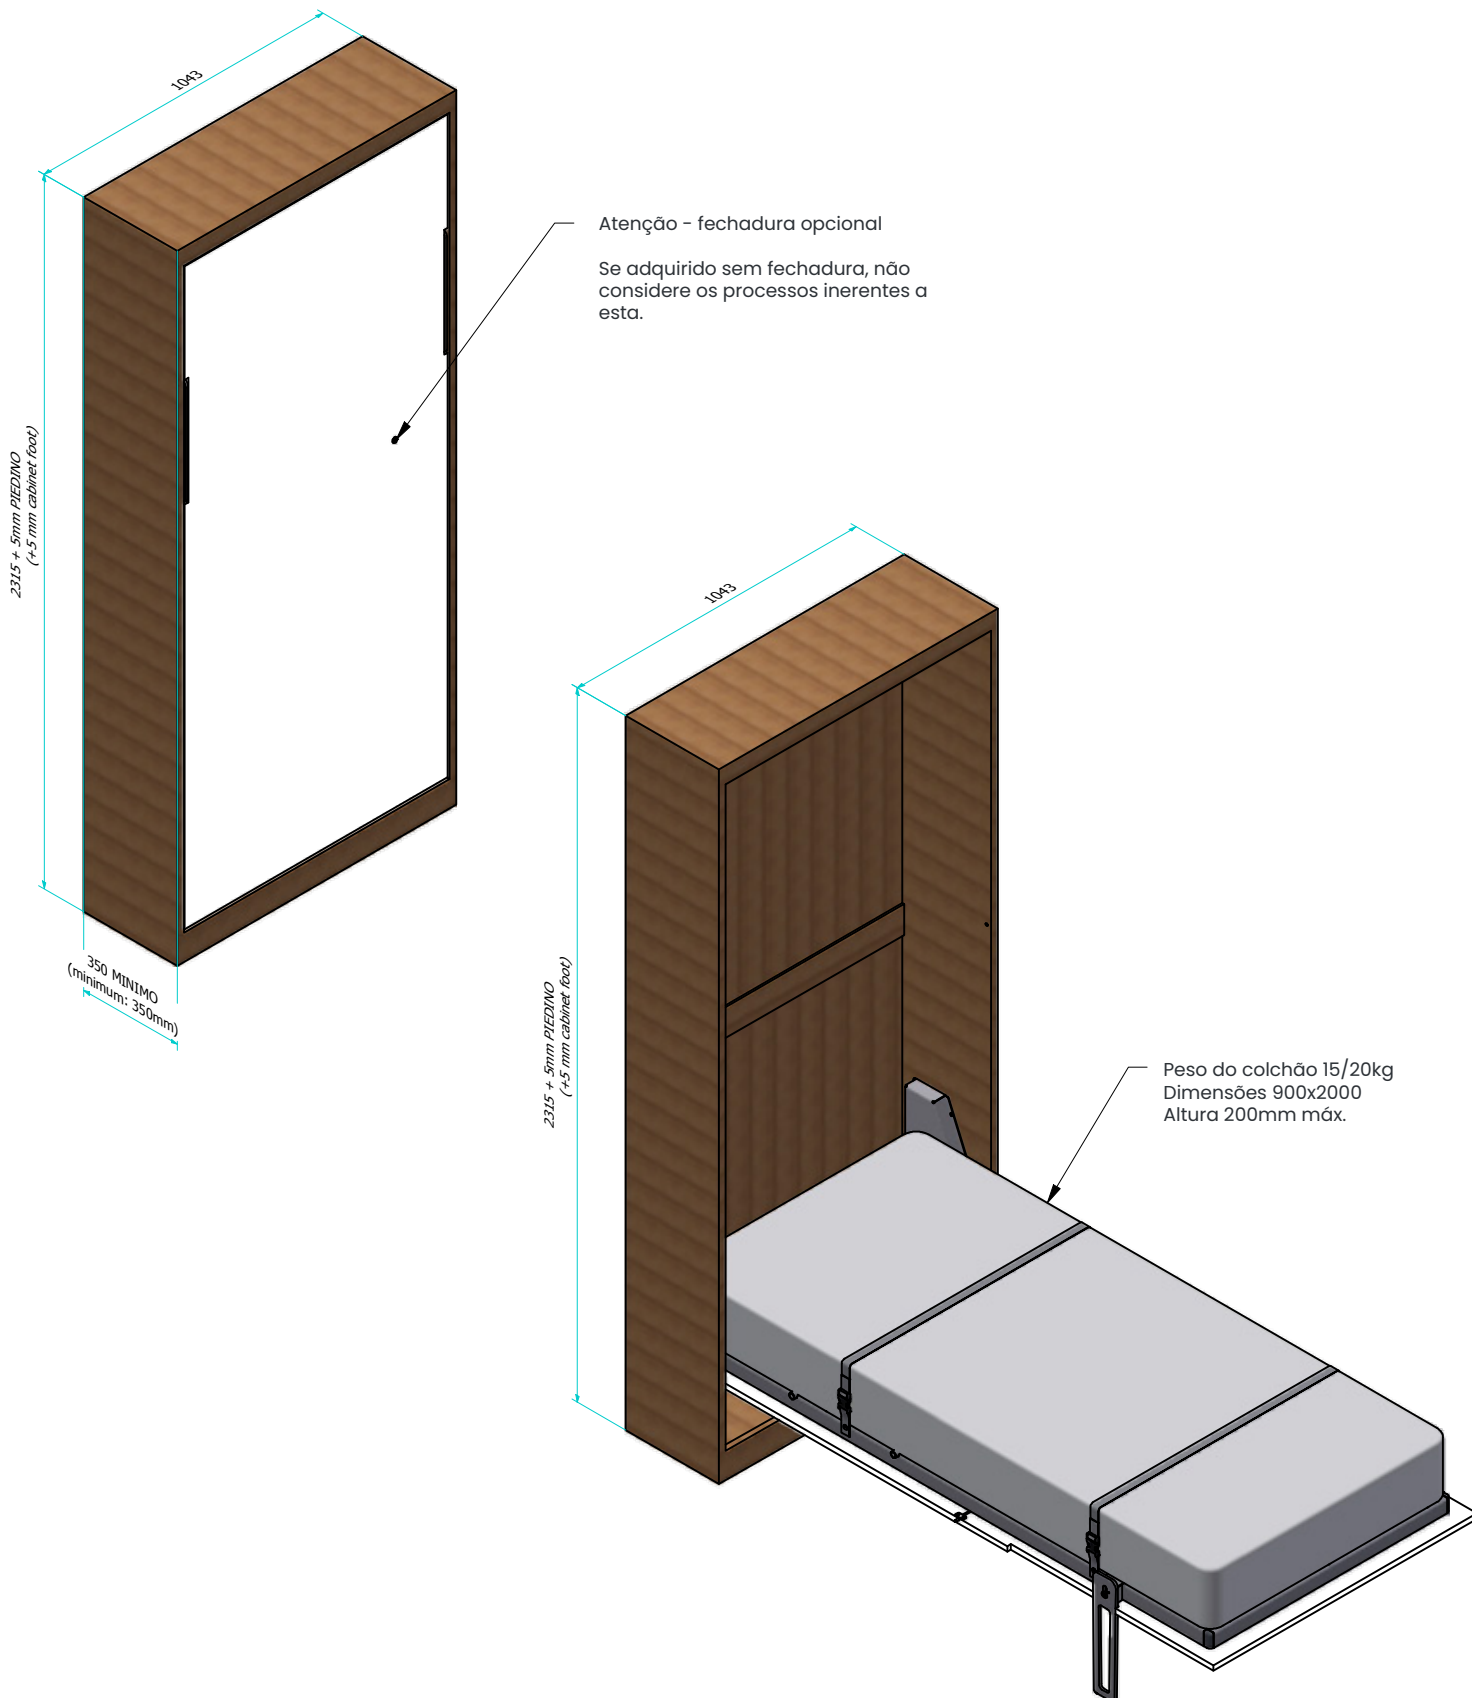 1043
Atenção - fechadura opcional
Se adquirido sem fechadura, não
considere os processos inerentes a
esta.
2315 + 5mm PIEDINO
(+5 mm cabinet foot)
350 MINIMO
(minimum: 350mm)
1043
2315 + 5mm PIEDINO
(+5 mm cabinet foot)
Peso do colchão 15/20kg
Dimensões 900x2000
Altura 200mm máx.